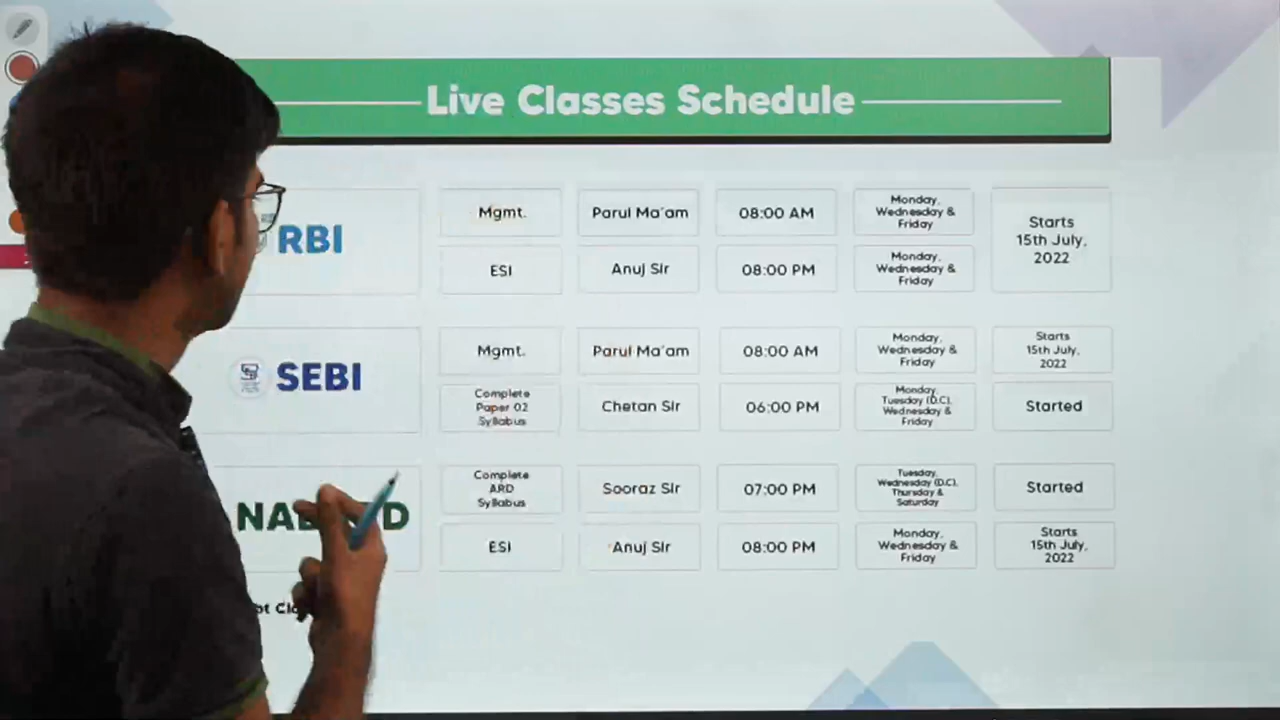 Live Classes Schedule
RBI
Mgmt.
Parul Ma'am
08:00 AM
Monday,
Wednesday &
Friday
Starts
15th July,
2022
ESI
Anuj Sir
08:00 PM
Monday,
Wednesday &
Friday
SEBI
Mgmt.
Parul Ma'am
08:00 AM
Monday,
Wednesday &
Friday
Starts
15th July,
2022
Complete
Paper 02
Syllabus
Chetan Sir
06:00 PM
Monday,
Tuesday (D.C),
Wednesday &
Friday
Started
Complete
ARD
Syllabus
Sooraz Sir
07:00 PM
Tuesday,
Wednesday (D.C),
Thursday &
Saturday
Started
ESI
Anuj Sir
08:00 PM
Monday,
Wednesday &
Friday
Starts
15th July,
2022